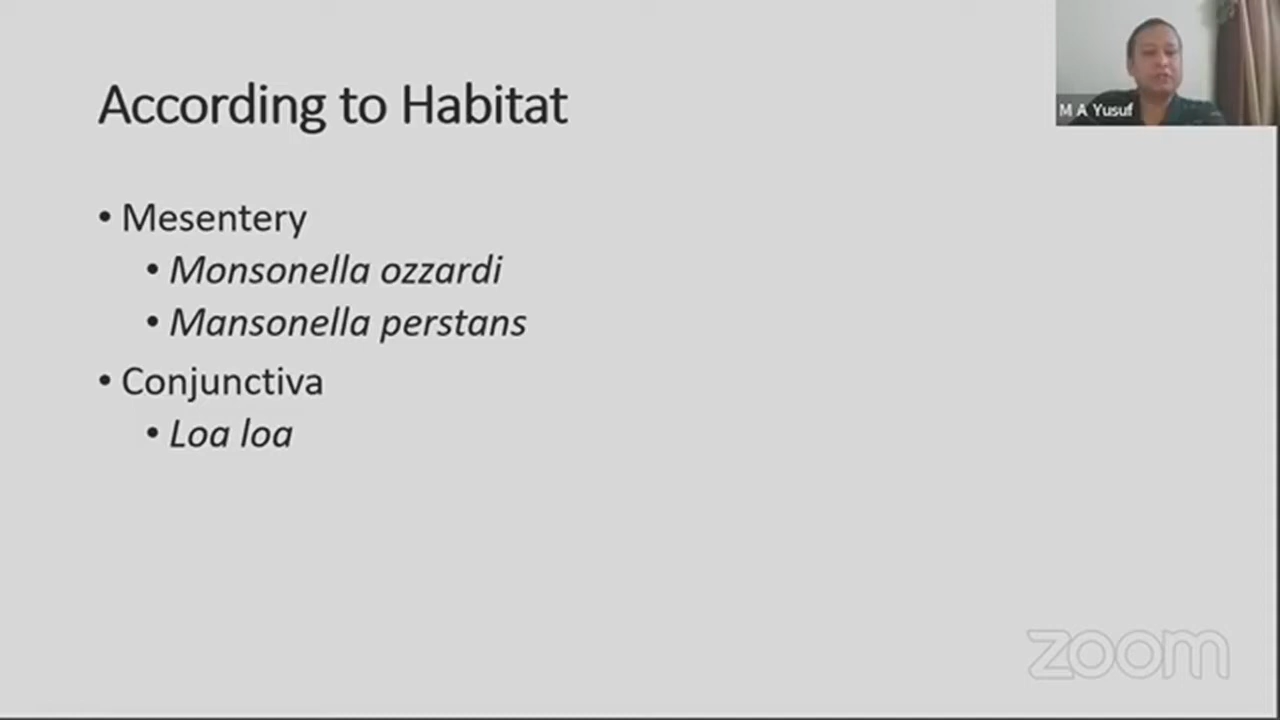 According to Habitat
M A Yusuf
• Mesentery
• Monsonella ozzardi
• Mansonella perstans
• Conjunctiva
• Loa loa
zoom